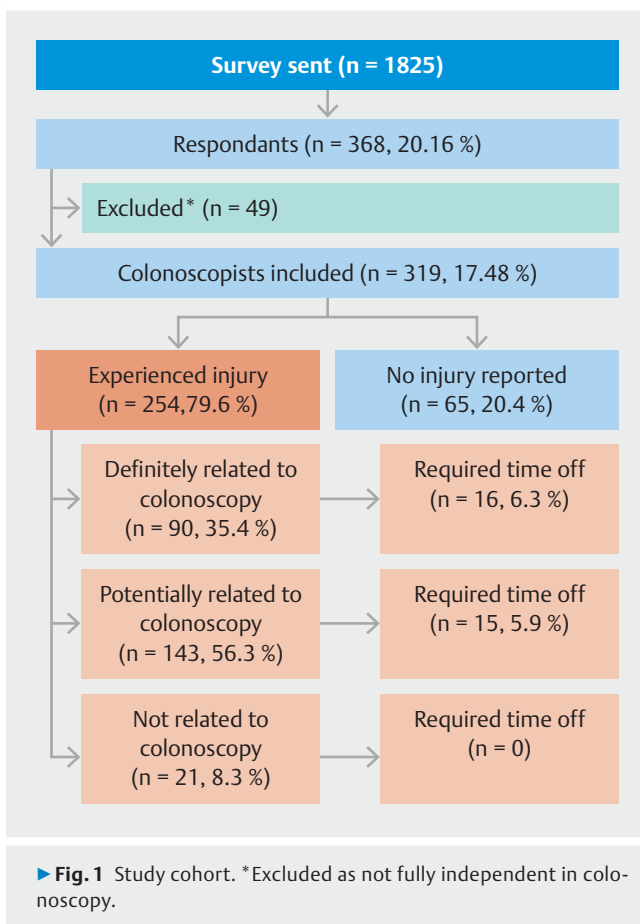 Survey sent (n = 1825)
Respondants (n = 368, 20.16 %)
Excluded* (n = 49)
Colonoscopists included (n = 319, 17.48 %)
Experienced injury
(n = 254,79.6 %)
No injury reported
(n = 65, 20.4 %)
Definitely related to
colonoscopy
(n = 90, 35.4 %)
Required time off
(n = 16, 6.3 %)
Potentially related to
colonoscopy
(n = 143, 56.3 %)
Required time off
(n = 15, 5.9 %)
Not related to
colonoscopy
(n = 21, 8.3 %)
Required time off
(n = 0)
▶ Fig. 1 Study cohort. *Excluded as not fully independent in colo-
noscopy.